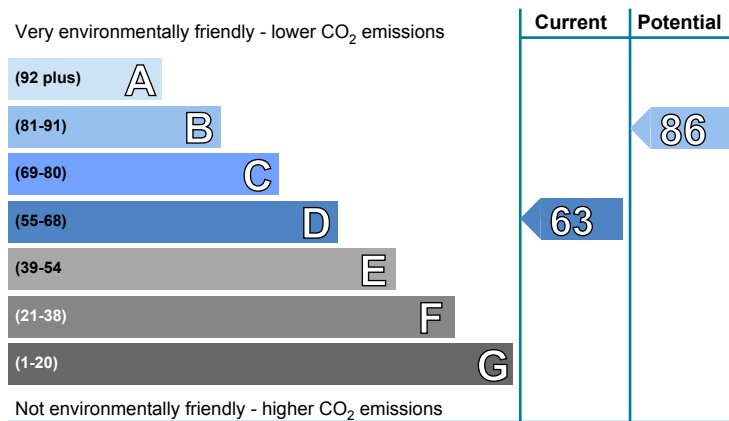 Current Potential
Very environmentally friendly - lower CO2 emissions
(92 plus) A
(81-91) B
86
(69-80) C
(55-68) D
63
(39-54 E
(21-38) F
(1-20) G
Not environmentally friendly - higher CO2 emissions